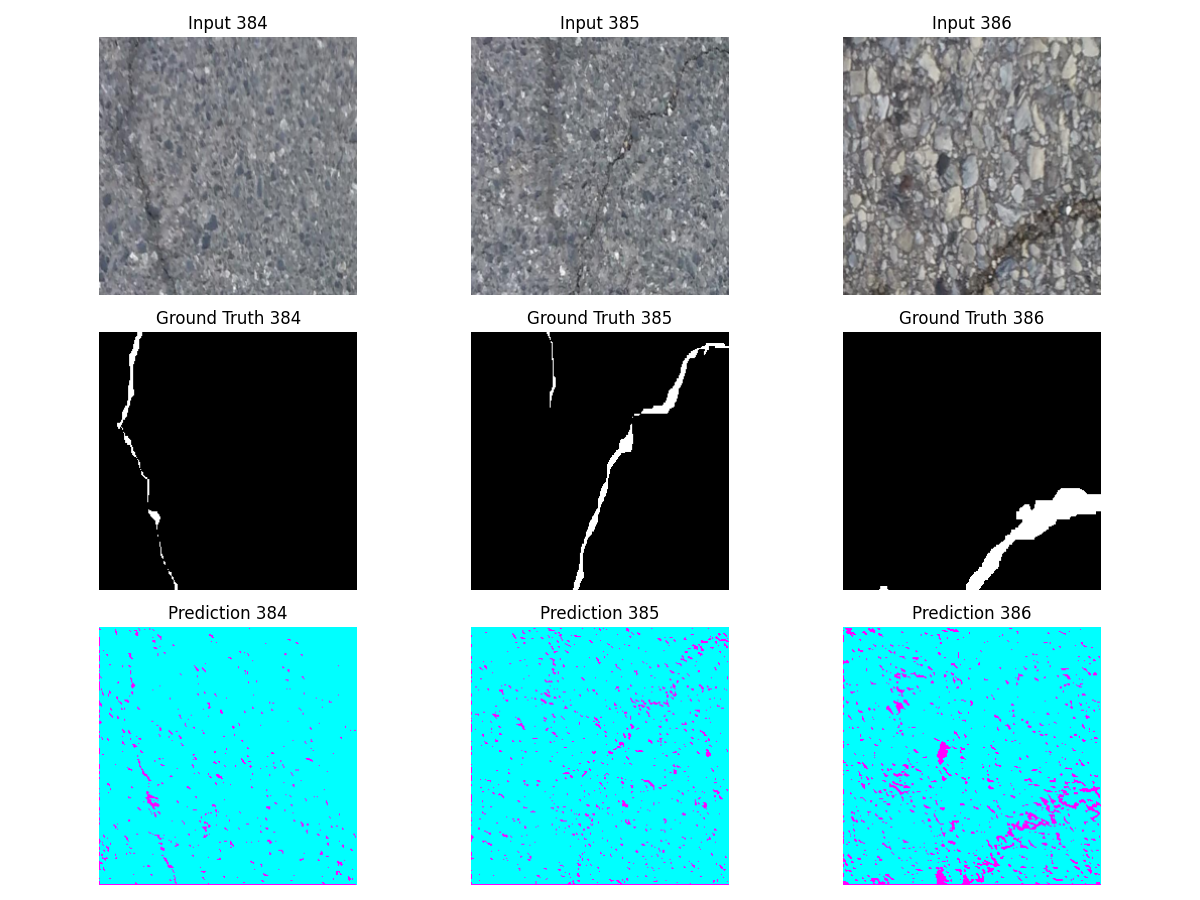 Input 384
Input 385
Input 386
Ground Truth 384
Ground Truth 385
Ground Truth 386
Prediction 384
Prediction 385
Prediction 386